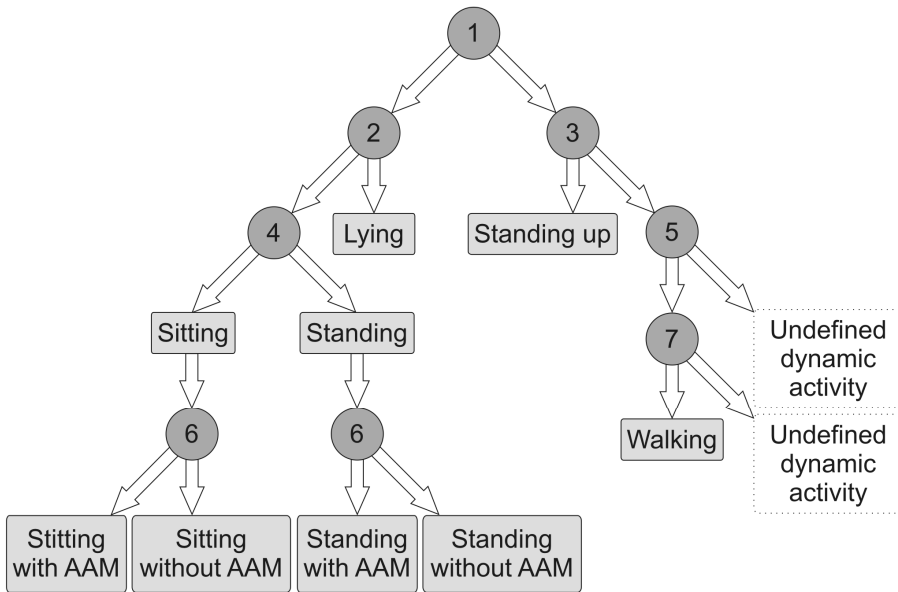 1
2
3
4
Lying
Standing up
5
Sitting
Standing
7
Undefined
dynamic
activity
6
6
Walking
Undefined
dynamic
activity
Stitting
with AAM
Sitting
without AAM
Standing
with AAM
Standing
without AAM